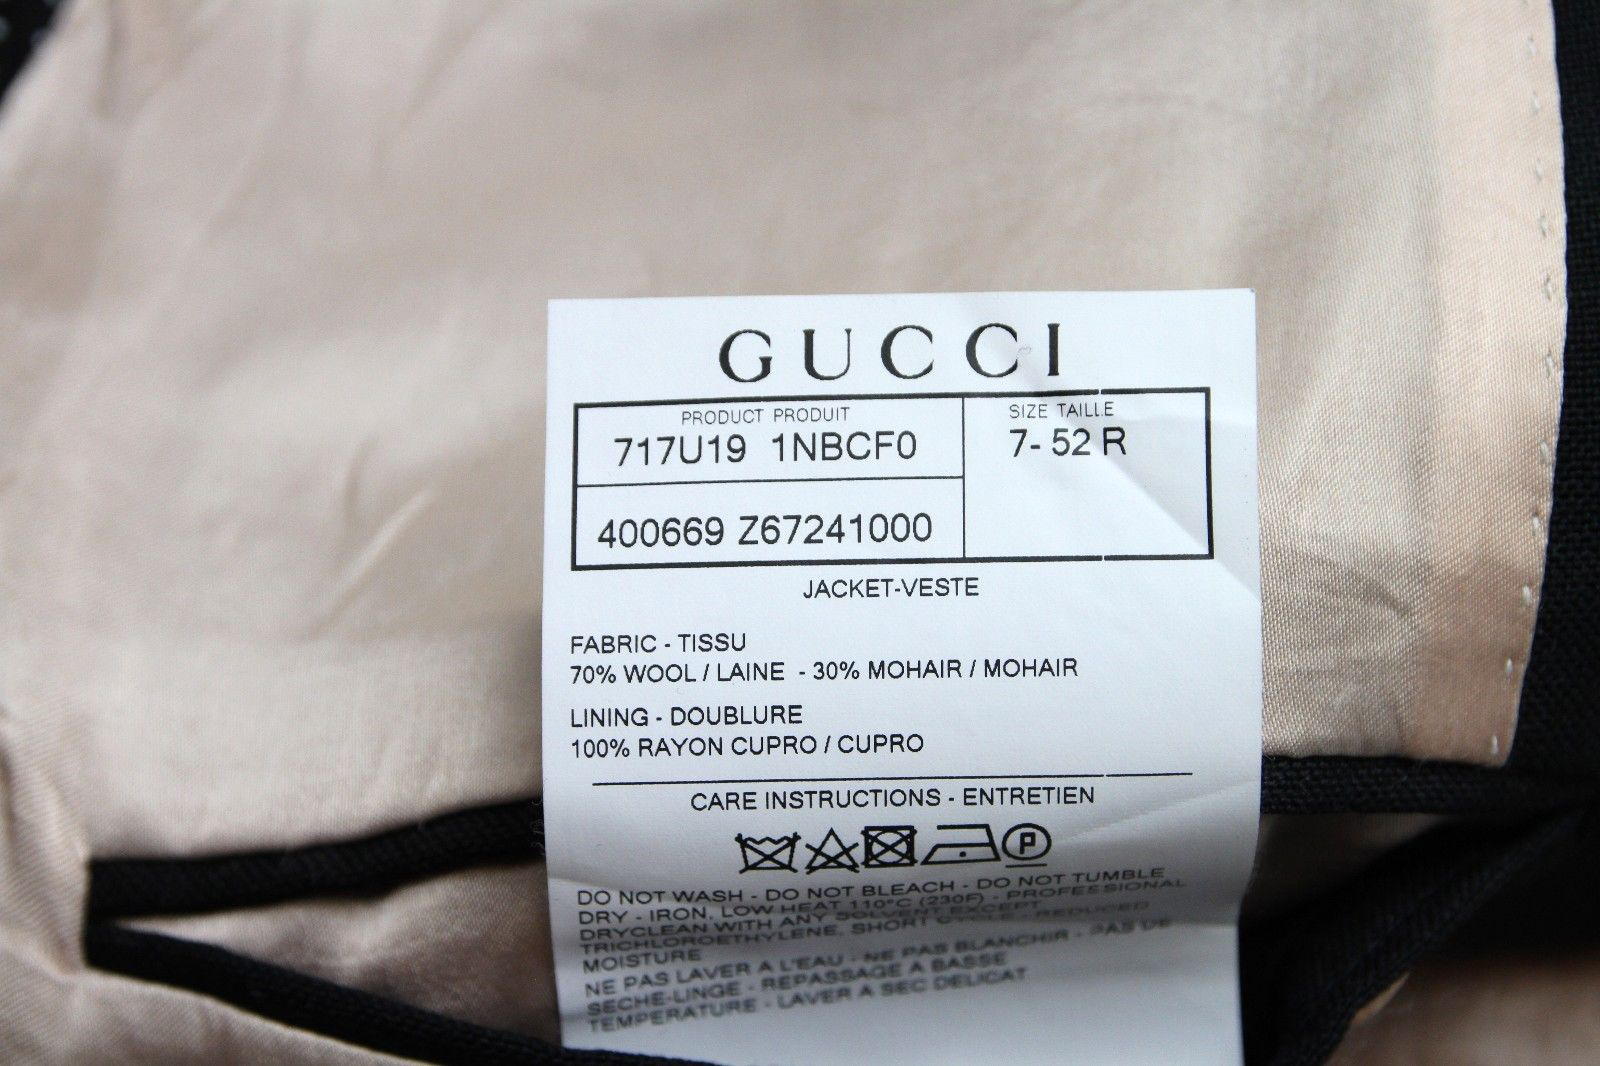 GUCCI
PRODUCT PRODUIT
717U19 1NBCF0
SIZE TAILLE
7- 52 R
400669 Z67241000
JACKET-VESTE
FABRIC - TISSU
70% WOOL / LAINE - 30% MOHAIR / MOHAIR
LINING - DOUBLURE
100% RAYON CUPRO / CUPRO
CARE INSTRUCTIONS - ENTRETIEN
P
DO NOT WASH - DO NOT BLEACH - DO NOT TUMBLE
DRY - IRON, LOW HEAT 110°C (230F) - PROFESSIONAL
DRYCLEAN WITH ANY SOLVENT EXCEPT
TRICHLOROETHYLENE, SHORT CYCLE - REDUCED
MOISTURE
NE PAS LAVER A L'EAU - NE PAS BLANCHIR - PAS DE
SECHE-LINGE - REPASSAGE A BASSE
TEMPERATURE - LAVER A SEC DELICAT